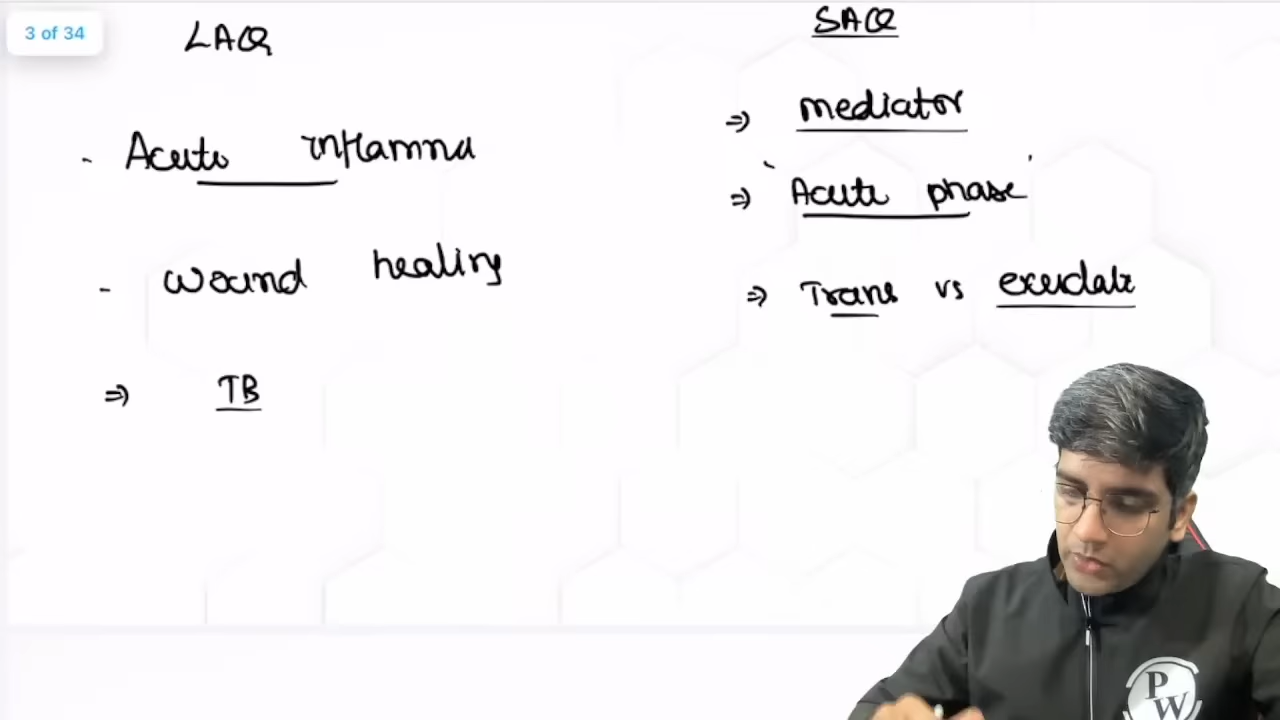 3 of 34
LAQ
- Acute Inflamma
- wound healing
⇒ TB
SAQ
⇒ mediator
⇒ Acute phase
⇒ Trans vs exudate
PW